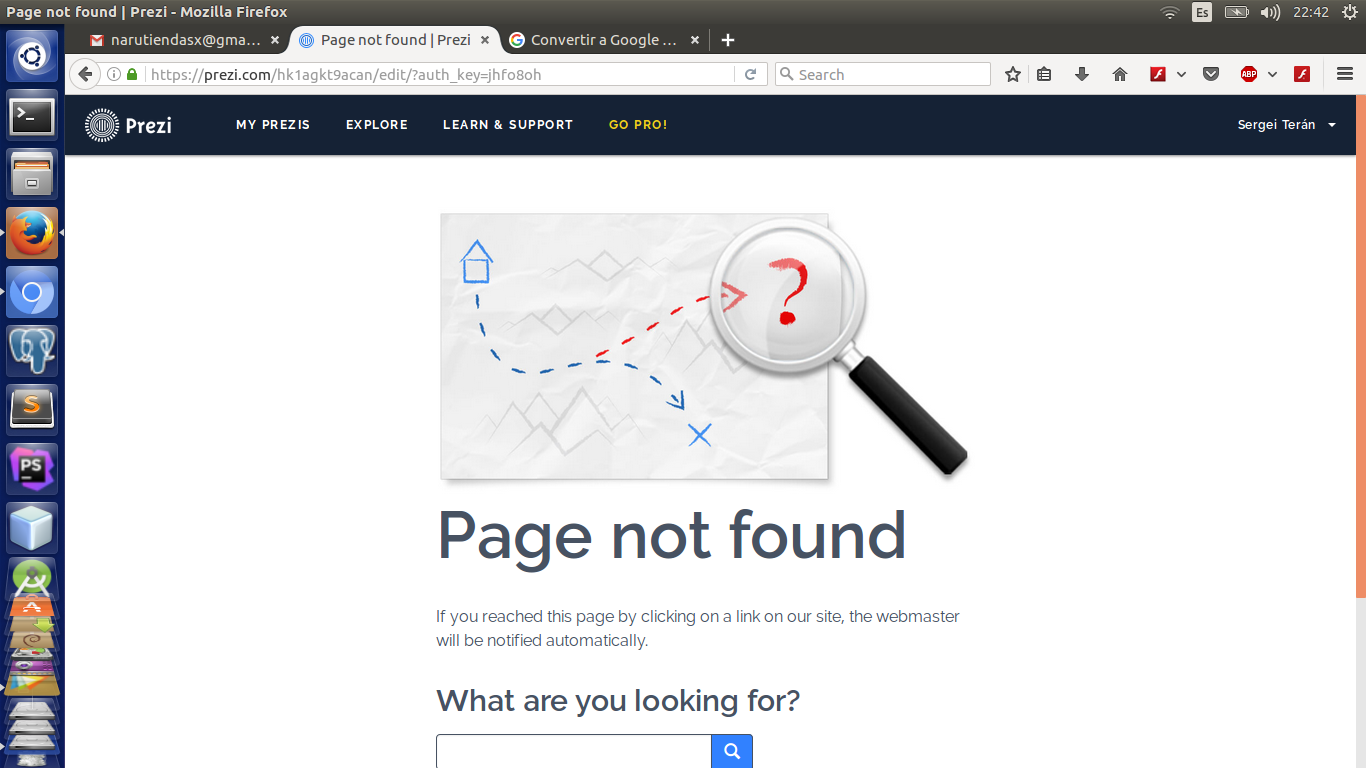 Page not found | Prezi - Mozilla Firefox
Es
22:42
narutiendasx@gma...
Page not found | Prezi
Convertir a Google ...
https://prezi.com/hk1agkt9acan/edit/?auth_key=jhfo8oh
Search
ABP
Prezi
MY PREZIS
EXPLORE
LEARN & SUPPORT
GO PRO!
Sergei Terán
?
S
PS
Page not found
If you reached this page by clicking on a link on our site, the webmaster
will be notified automatically.
What are you looking for?